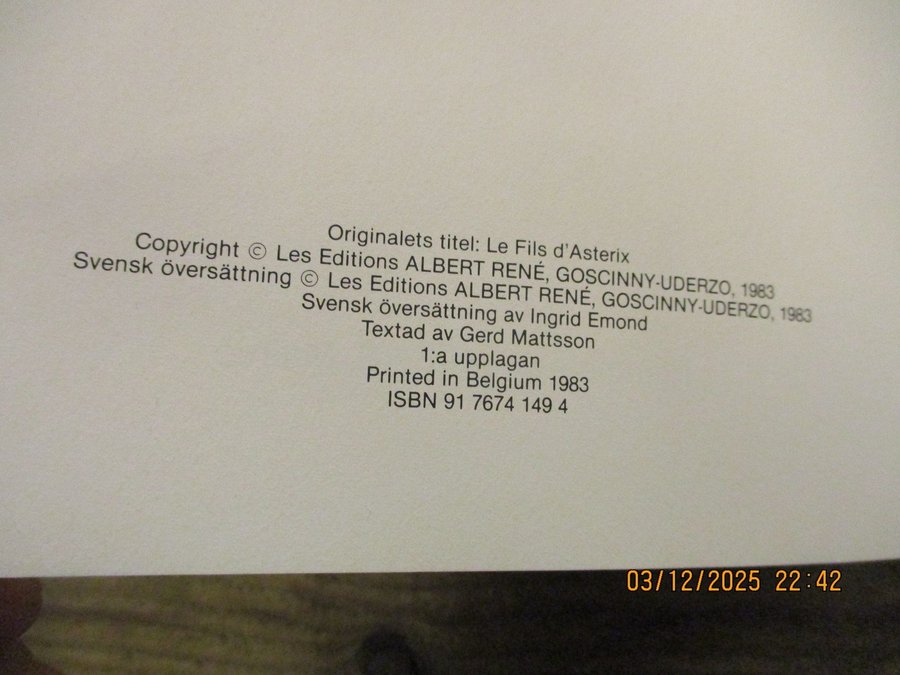 Originalets titel: Le Fils d'Asterix
Copyright © Les Editions ALBERT RENÉ, GOSCINNY-UDERZO, 1983
Svensk översättning © Les Editions ALBERT RENÉ, GOSCINNY-UDERZO, 1983
Svensk översättning av Ingrid Emond
Textad av Gerd Mattsson
1:a upplagan
Printed in Belgium 1983
ISBN 91 7674 149 4
03/12/2025 22:42